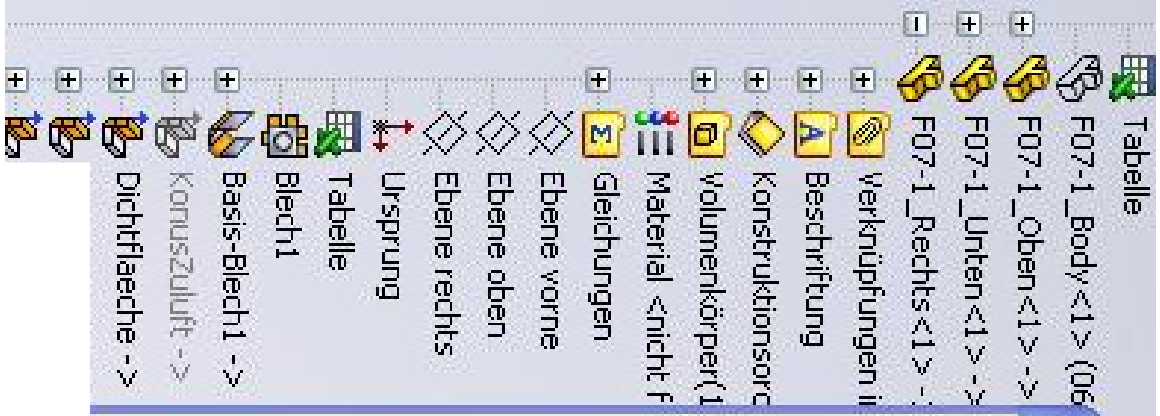 Tabelle
F07-1_Body<1> (06
F07-1_Oben<1> ->
F07-1_Unten<1> ->
F07-1_Rechts<1> ->
Verknüpfungen i
Beschriftung
Konstruktionsord
Volumenkörper(1
Material <nicht f
Gleichungen
Ebene vorne
Ebene oben
Ebene rechts
Ursprung
Tabelle
Blech1
Basis-Blech1 ->
KonusZuluft ->
Dichtflaeche ->